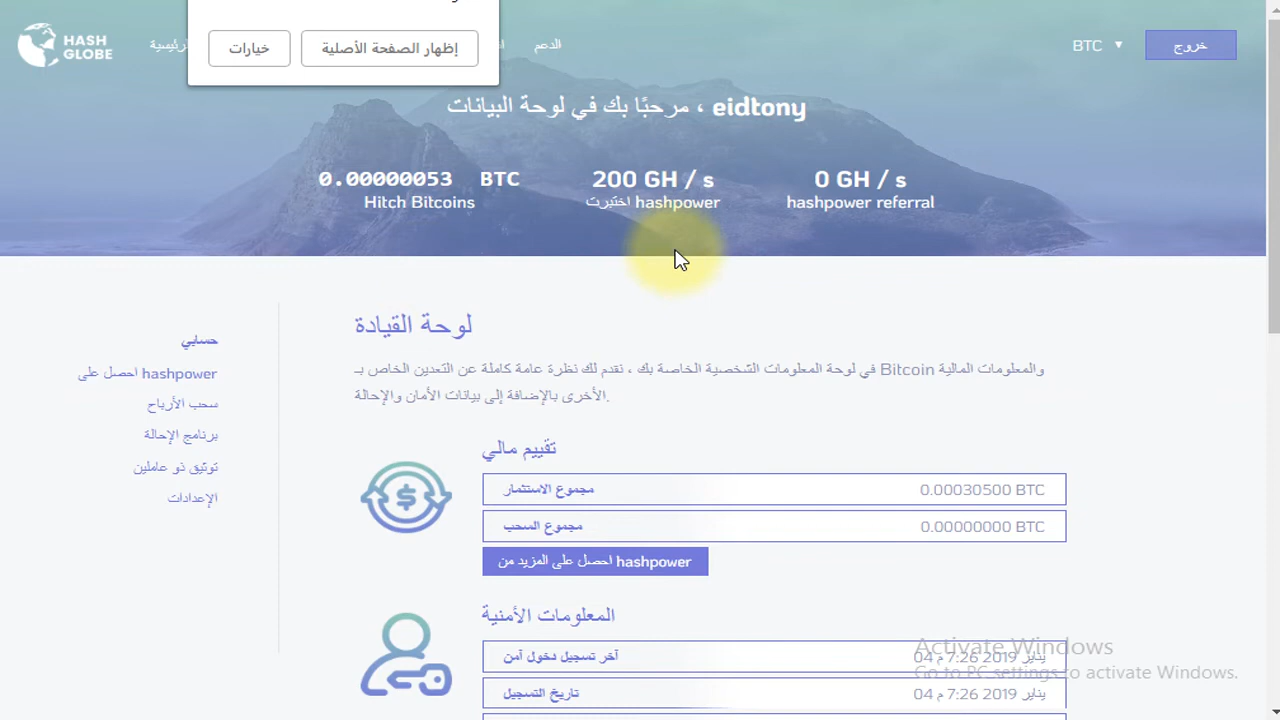 إظهار الصفحة الأصلية
خيارات
HASH
GLOBE
الدعم
BTC
خروج
eidtony ، مرحبًا بك في لوحة البيانات
0.00000053 BTC
Hitch Bitcoins
200 GH / s
hashpower اختبرت
0 GH / s
hashpower referral
حسابي
hashpower احصل على
سحب الأرباح
برنامج الإحالة
توثيق ذو عاملين
الإعدادات
لوحة القيادة
والمعلومات المالية Bitcoin في لوحة المعلومات الشخصية الخاصة بك ، نقدم لك نظرة عامة كاملة عن التعدين الخاص بـ
الأخرى بالإضافة إلى بيانات الأمان والإحالة.
تقييم مالي
مجموع الاستثمار 0.00030500 BTC
مجموع السحب 0.00000000 BTC
hashpower احصل على المزيد من
المعلومات الأمنية
آخر تسجيل دخول آمن 04 يناير 2019 7:26 م
تاريخ التسجيل 04 يناير 2019 7:26 م
Activate Windows
Go to PC settings to activate Windows.